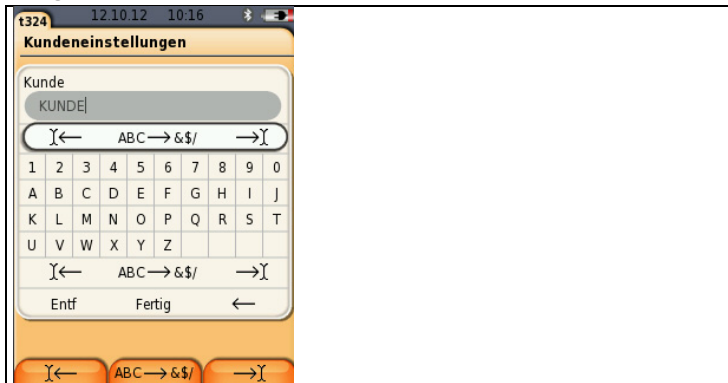 t324 12.10.12 10:16
Kundeneinstellungen
Kunde
KUNDE
ABC → &$/
1 2 3 4 5 6 7 8 9 0
A B C D E F G H I J
K L M N O P Q R S T
U V W X Y Z
ABC → &$/
Entf Fertig ←
ABC → &$/